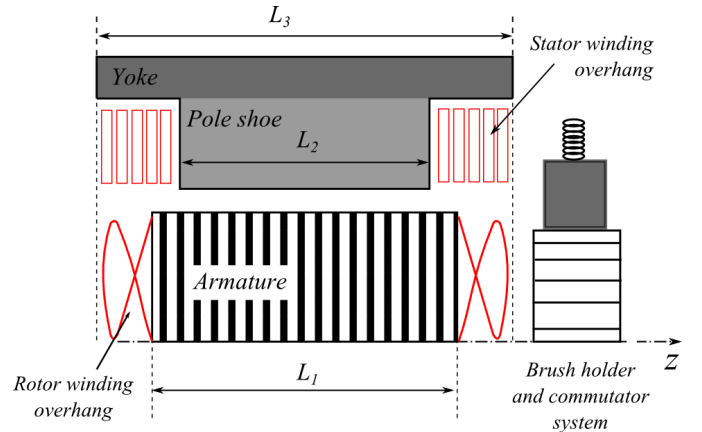 L3
Stator winding
overhang
Yoke
Pole shoe
L2
Armature
z
L1
Rotor winding
overhang
Brush holder
and commutator
system